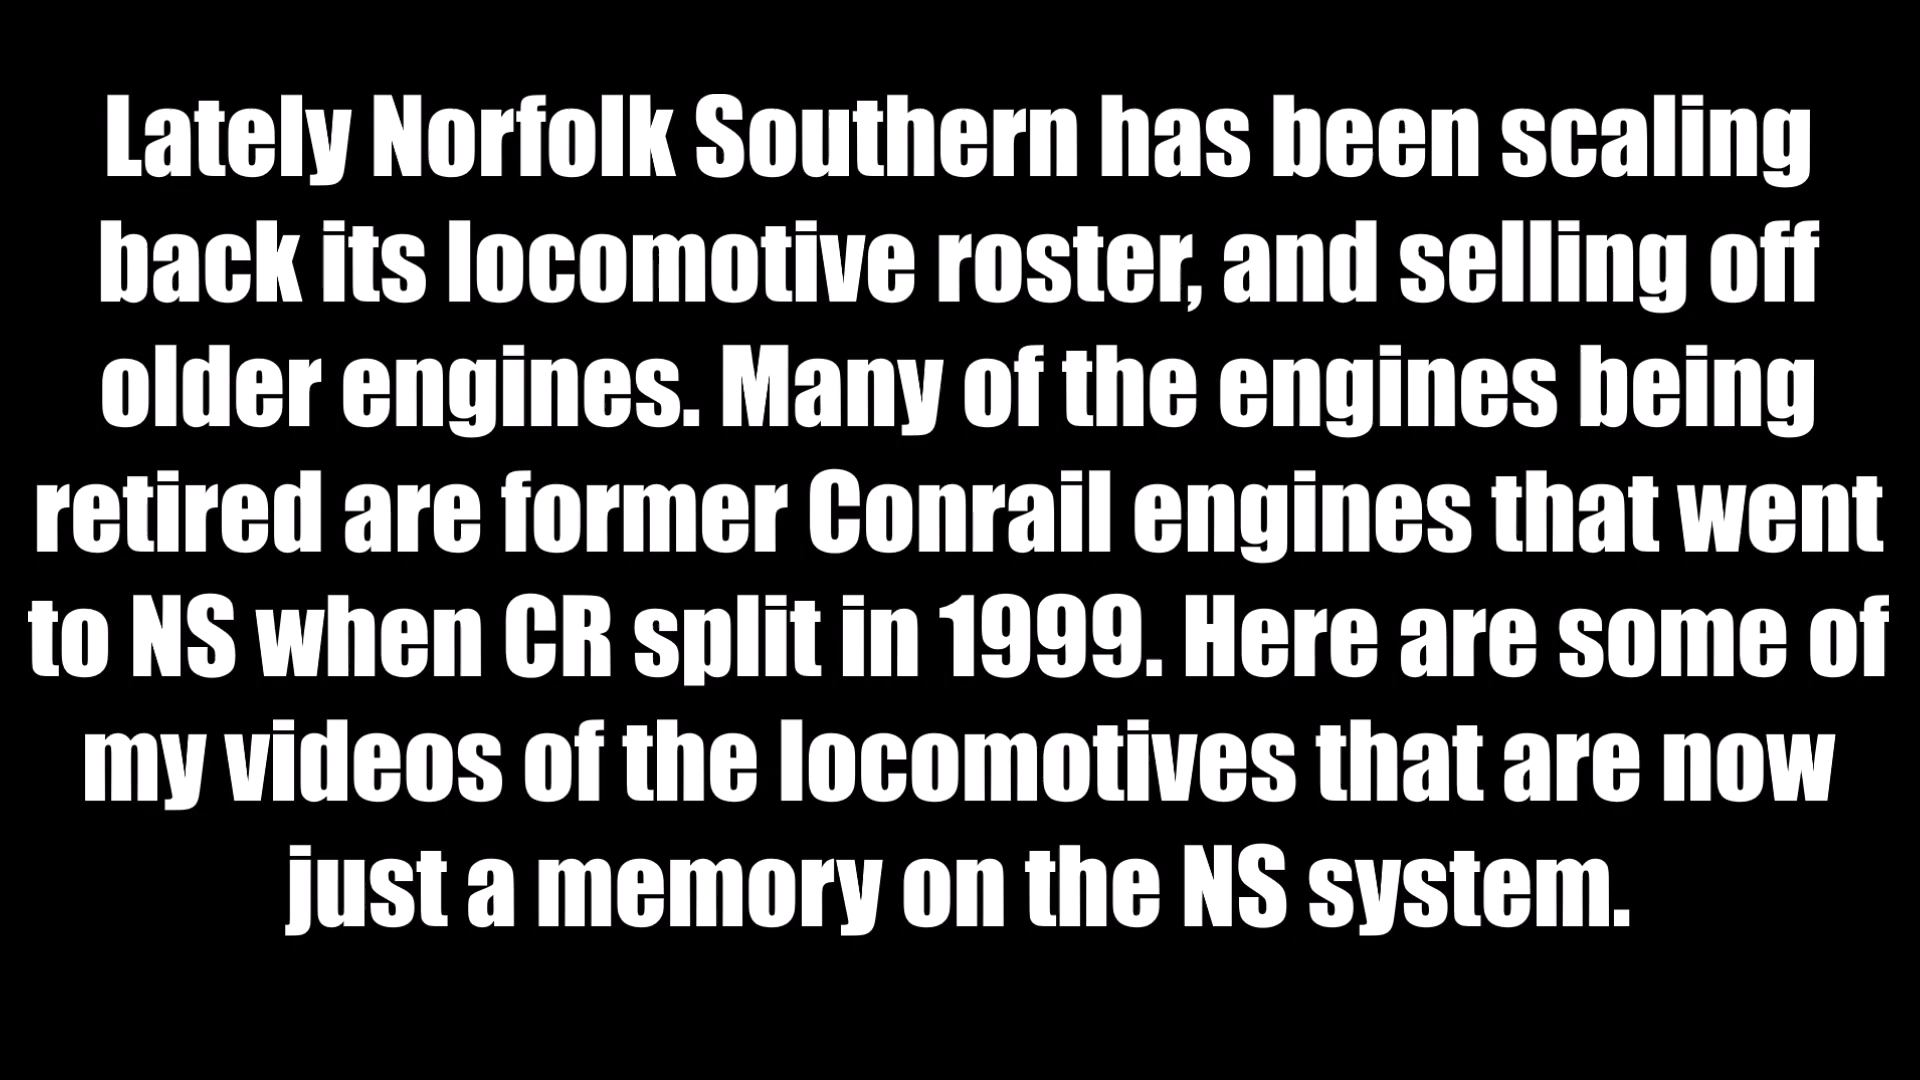 Lately Norfolk Southern has been scaling
back its locomotive roster, and selling off
older engines. Many of the engines being
retired are former Conrail engines that went
to NS when CR split in 1999. Here are some of
my videos of the locomotives that are now
just a memory on the NS system.